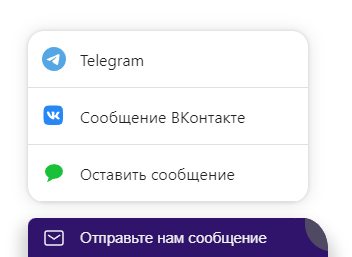 Telegram
Сообщение ВКонтакте
Оставить сообщение
Отправьте нам сообщение